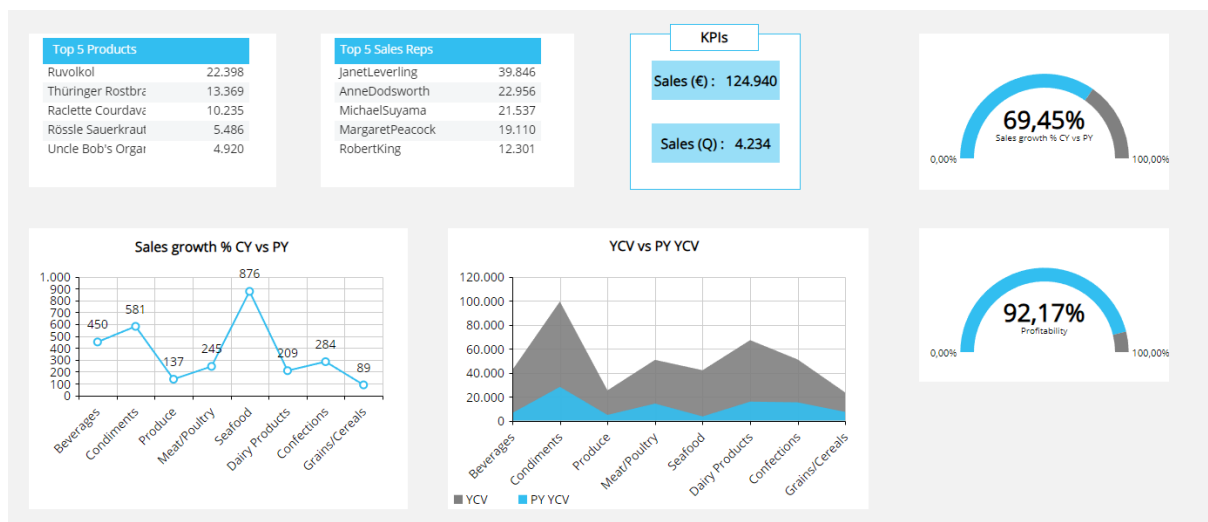 Top 5 Products
Ruvolkol 22.398
Thüringer Rostbra 13.369
Raclette Courdava 10.235
Rössle Sauerkraut 5.486
Uncle Bob's Organ 4.920
Top 5 Sales Reps
JanetLeverling 39.846
AnneDodsworth 22.956
MichaelSuyama 21.537
MargaretPeacock 19.110
RobertKing 12.301
KPIs
Sales (€) : 124.940
Sales (Q) : 4.234
69,45%
Sales growth % CY vs PY
0,00% 100,00%
Sales growth % CY vs PY
1.000
900
800
700
600
500
400
300
200
100
0
450
581
137
245
876
209
284
89
Beverages
Condiments
Produce
Meat/Poultry
Seafood
Dairy Products
Confections
Grains/Cereals
YCV vs PY YCV
120.000
100.000
80.000
60.000
40.000
20.000
0
Beverages
Condiments
Produce
Meat/Poultry
Seafood
Dairy Products
Confections
Grains/Cereals
YCV PY YCV
92,17%
Profitability
0,00% 100,00%